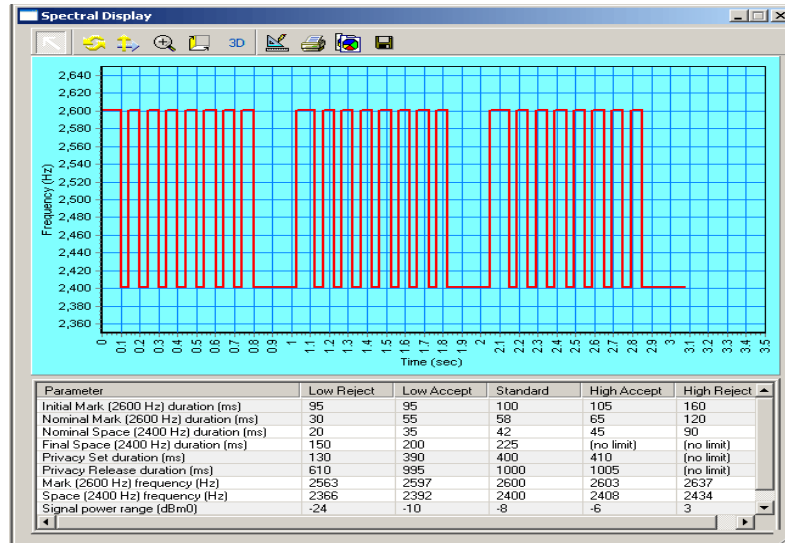 Spectral Display
3D
2,640
2,620
2,600
2,580
2,560
2,540
2,520
2,500
2,480
2,460
2,440
2,420
2,400
2,380
2,360
Frequency (Hz)
0 0.1 0.2 0.3 0.4 0.5 0.6 0.7 0.8 0.9 1 1.1 1.2 1.3 1.4 1.5 1.6 1.7 1.8 1.9 2 2.1 2.2 2.3 2.4 2.5 2.6 2.7 2.8 2.9 3 3.1 3.2 3.3 3.4 3.5
Time (sec)
Parameter Low Reject Low Accept Standard High Accept High Reject
Initial Mark (2600 Hz) duration (ms) 95 95 100 105 160
Nominal Mark (2600 Hz) duration (ms) 30 55 58 65 120
Nominal Space (2400 Hz) duration (ms) 20 35 42 45 90
Final Space (2400 Hz) duration (ms) 150 200 225 (no limit) (no limit)
Privacy Set duration (ms) 130 390 400 410 (no limit)
Privacy Release duration (ms) 610 995 1000 1005 (no limit)
Mark (2600 Hz) frequency (Hz) 2563 2597 2600 2603 2637
Space (2400 Hz) frequency (Hz) 2366 2392 2400 2408 2434
Signal power range (dBm0) -24 -10 -8 -6 3